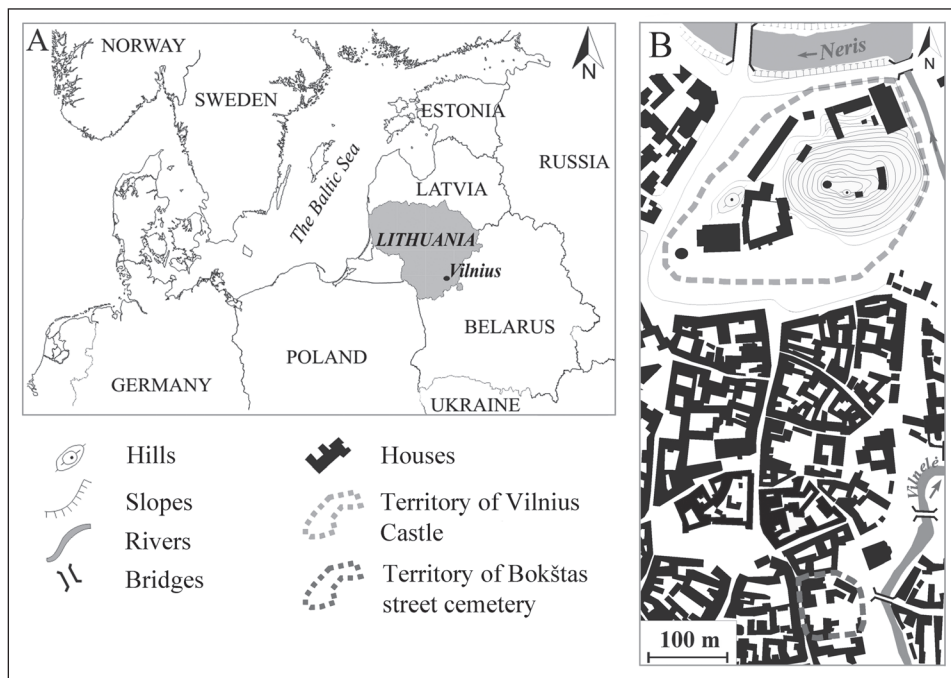 A
NORWAY
SWEDEN
ESTONIA
RUSSIA
LATVIA
The Baltic Sea
LITHUANIA
Vilnius
BELARUS
POLAND
GERMANY
UKRAINE
N
B
Neris
N
Vilnelė
100 m
Hills
Slopes
Rivers
Bridges
Houses
Territory of Vilnius
Castle
Territory of Bokštas
street cemetery